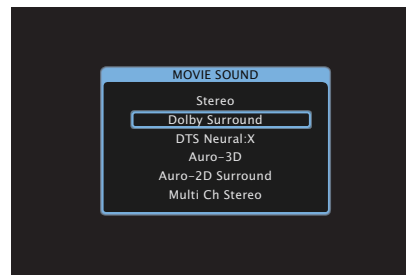 MOVIE SOUND
Stereo
Dolby Surround
DTS Neural:X
Auro-3D
Auro-2D Surround
Multi Ch Stereo